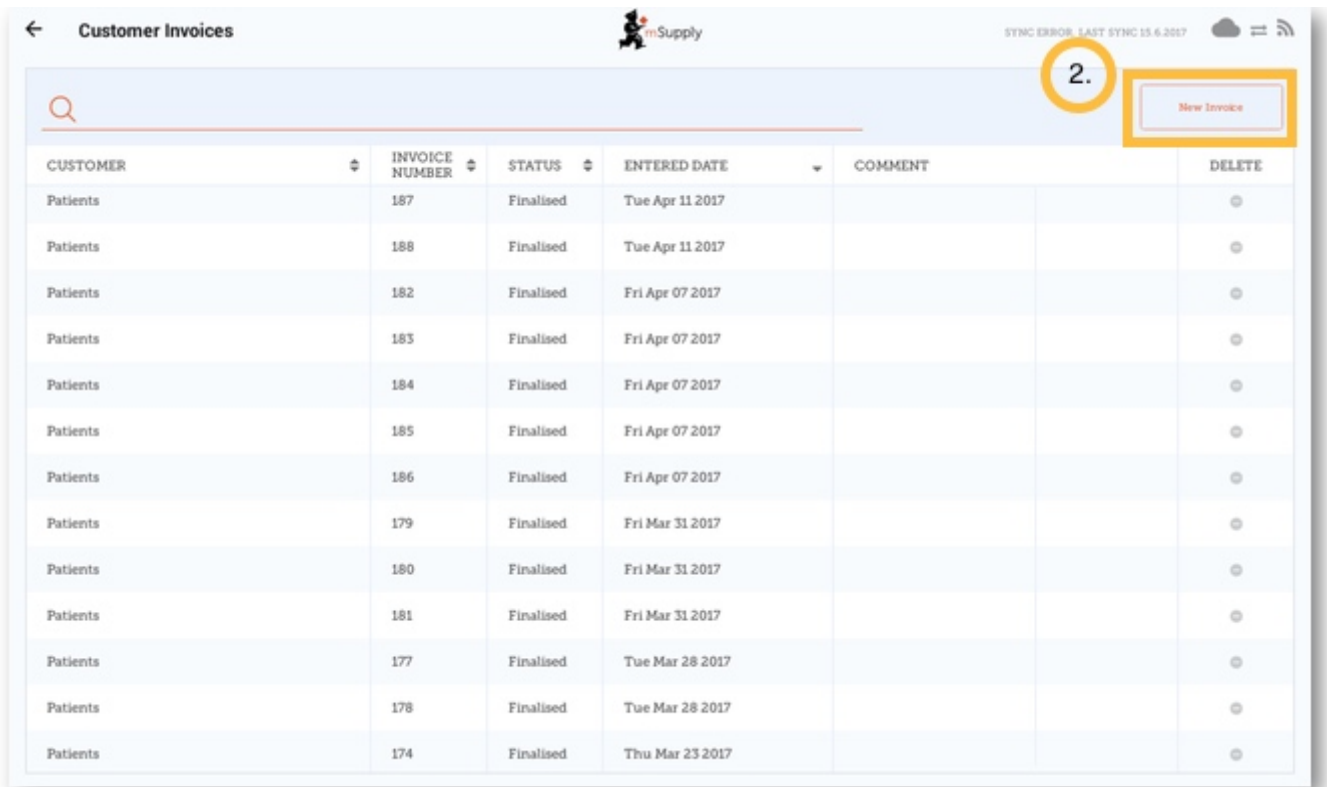 Customer Invoices
mSupply
SYNC ERROR. LAST SYNC 15.6.2017
2.
New Invoice
CUSTOMER INVOICE NUMBER STATUS ENTERED DATE COMMENT DELETE
Patients 187 Finalised Tue Apr 11 2017
Patients 188 Finalised Tue Apr 11 2017
Patients 182 Finalised Fri Apr 07 2017
Patients 183 Finalised Fri Apr 07 2017
Patients 184 Finalised Fri Apr 07 2017
Patients 185 Finalised Fri Apr 07 2017
Patients 186 Finalised Fri Apr 07 2017
Patients 179 Finalised Fri Mar 31 2017
Patients 180 Finalised Fri Mar 31 2017
Patients 181 Finalised Fri Mar 31 2017
Patients 177 Finalised Tue Mar 28 2017
Patients 178 Finalised Tue Mar 28 2017
Patients 174 Finalised Thu Mar 23 2017